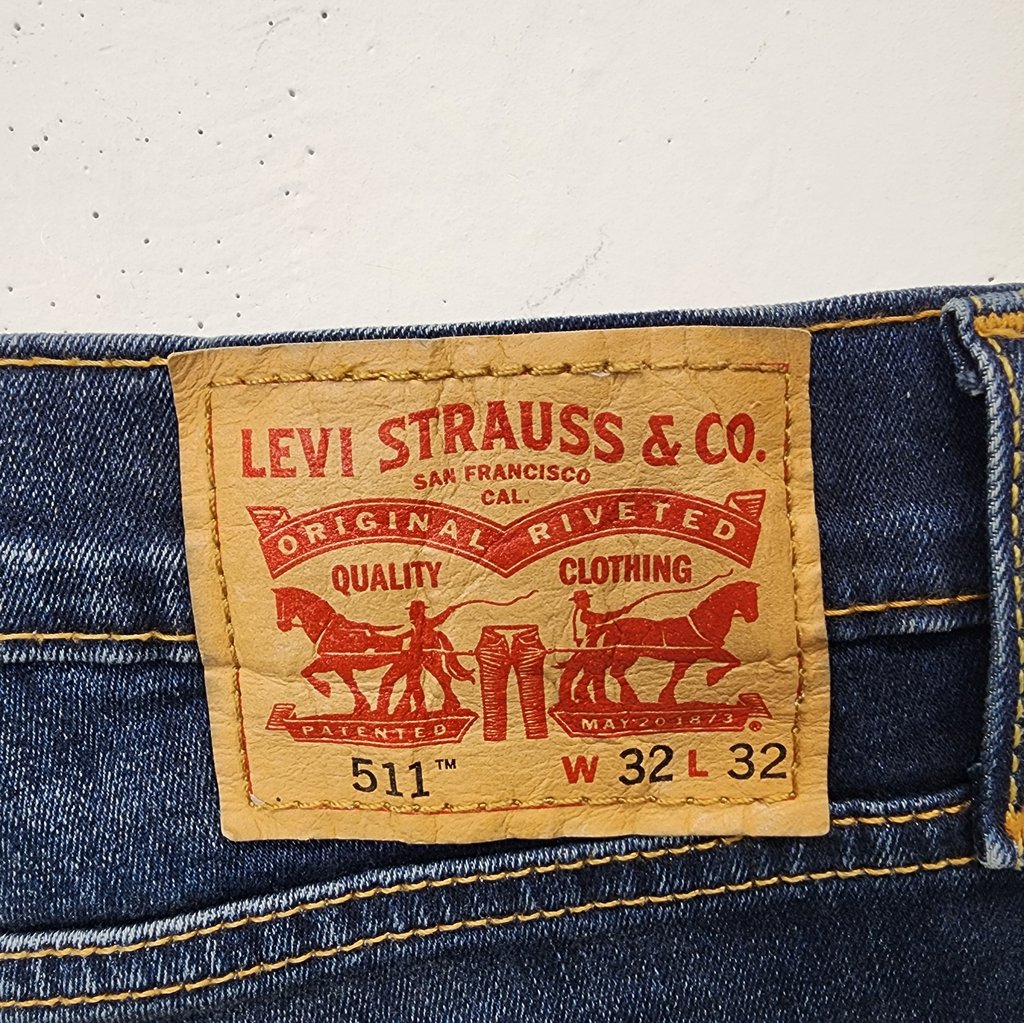 LEVI STRAUSS & CO.
SAN FRANCISCO
CAL.
ORIGINAL RIVETED
QUALITY CLOTHING
PATENTED MAY 20 1873 ®
511™ W 32 L 32